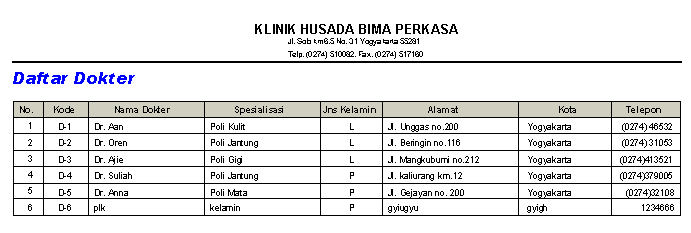 KLINIK HUSADA BIMA PERKASA
Jl. Solo km6.5 No. 31 Yogyakarta 55281
Telp. (0274) 510082. Fax. (0274) 517160
Daftar Dokter
No. Kode Nama Dokter Spesialisasi Jns Kelamin Alamat Kota Telepon
1 D-1 Dr. Aan Poli Kulit L Jl. Unggas no.200 Yogyakarta (0274)46532
2 D-2 Dr. Oren Poli Jantung L Jl. Beringin no.116 Yogyakarta (0274)31053
3 D-3 Dr. Ajie Poli Gigi L Jl. Mangkubumi no.212 Yogyakarta (0274)413521
4 D-4 Dr. Suliah Poli Jantung P Jl. kaliurang km.12 Yogyakarta (0274)379005
5 D-5 Dr. Anna Poli Mata P Jl. Gejayan no. 200 Yogyakarta (0274)32108
6 D-6 plk kelamin P gyiugyu gyigh 1234666